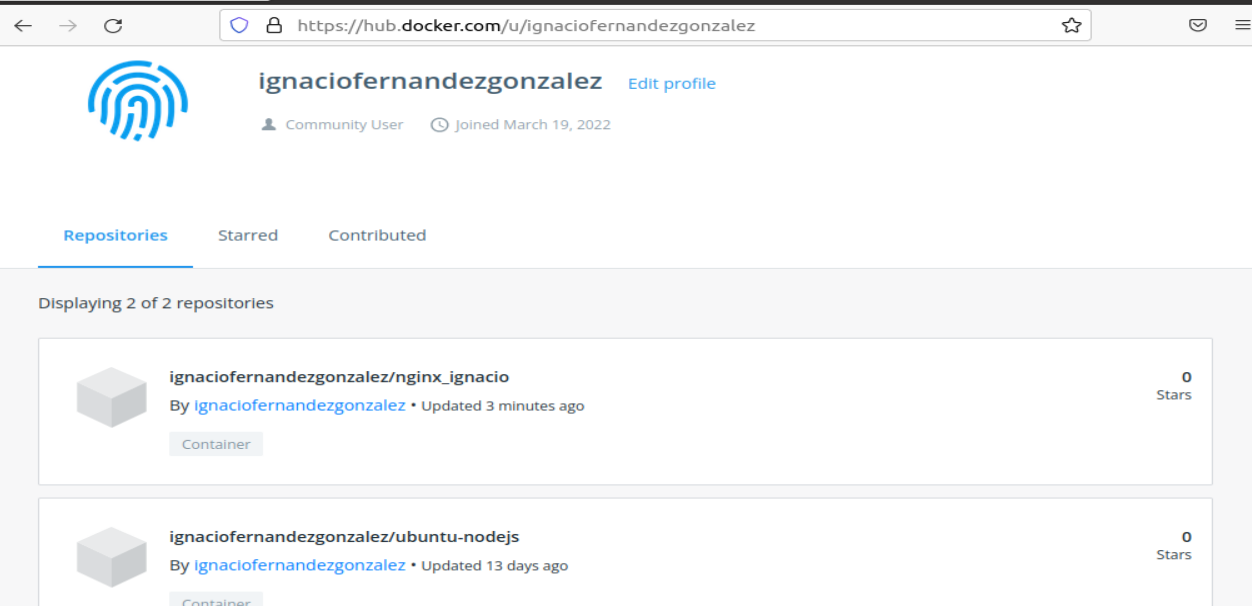 https://hub.docker.com/u/ignaciofernandezgonzalez
ignaciofernandezgonzalez Edit profile
Community User Joined March 19, 2022
Repositories Starred Contributed
Displaying 2 of 2 repositories
ignaciofernandezgonzalez/nginx_ignacio 0
By ignaciofernandezgonzalez • Updated 3 minutes ago Stars
Container
ignaciofernandezgonzalez/ubuntu-nodejs 0
By ignaciofernandezgonzalez • Updated 13 days ago Stars
Container